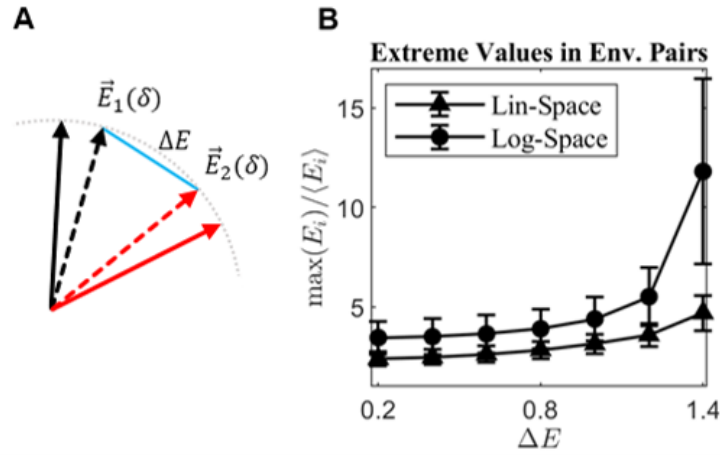 A
B
Extreme Values in Env. Pairs
E⃗₁(δ)
ΔE
E⃗₂(δ)
Lin-Space
Log-Space
max(Eᵢ)/⟨Eᵢ⟩
15
10
5
0.2
0.8
1.4
ΔE